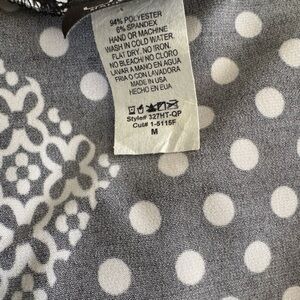 94% POLYESTER
6% SPANDEX
HAND OR MACHINE
WASH IN COLD WATER
FLAT DRY. NO IRON.
NO BLEACH/NO CLORO
LAVAR A MANO EN AGUA
FRIA O CON LAVADORA
MADE IN USA
HECHO EN EUA
Style# 327HT-QP
Cut# 1-5115F
M